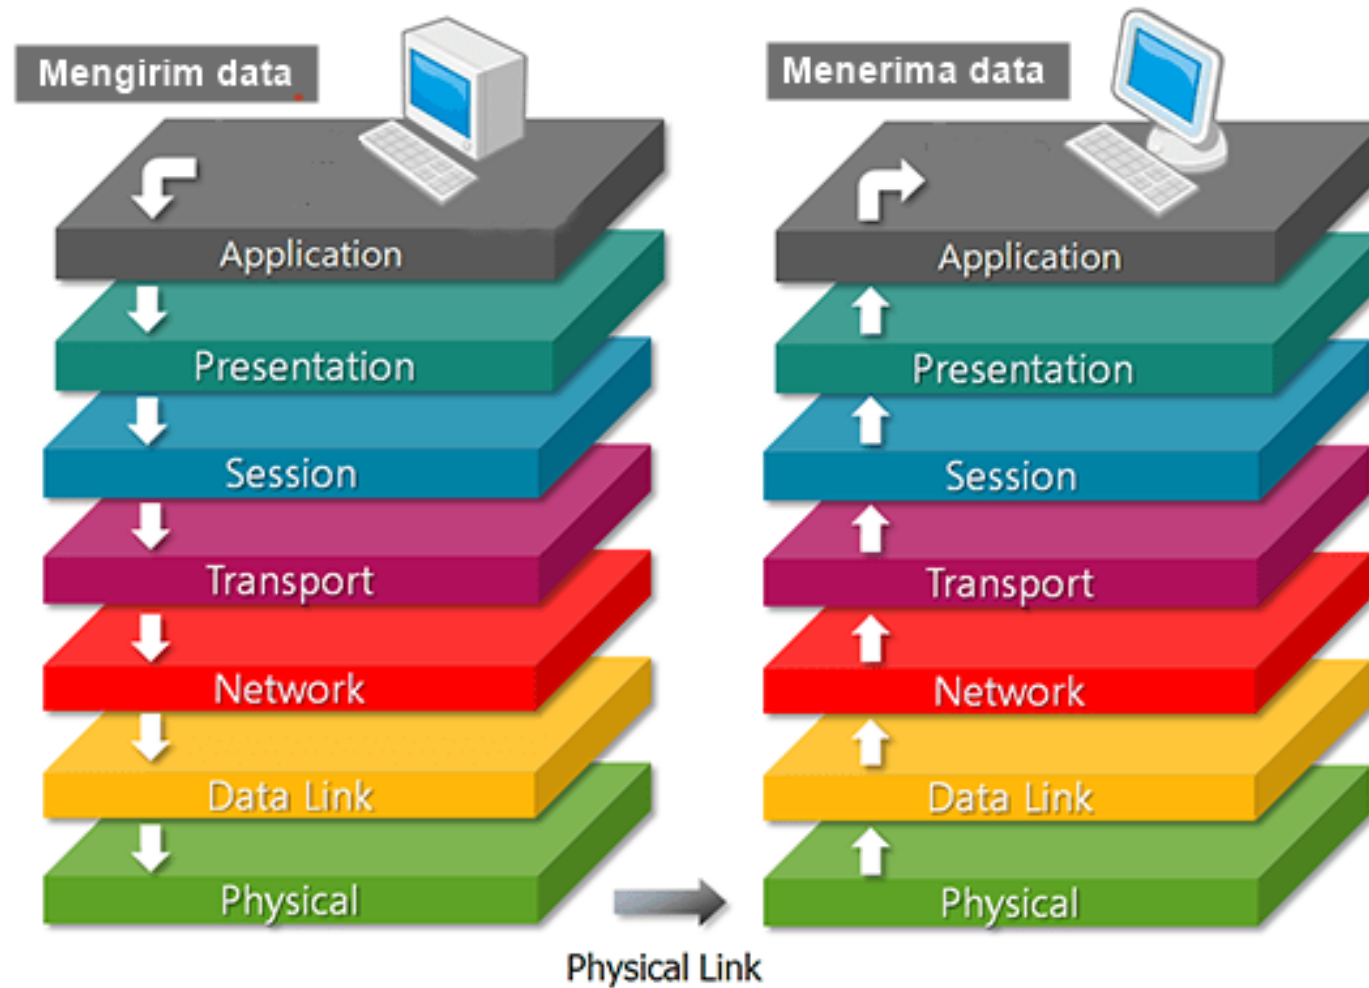 Mengirim data
Application
Presentation
Session
Transport
Network
Data Link
Physical
Menerima data
Application
Presentation
Session
Transport
Network
Data Link
Physical
Physical Link